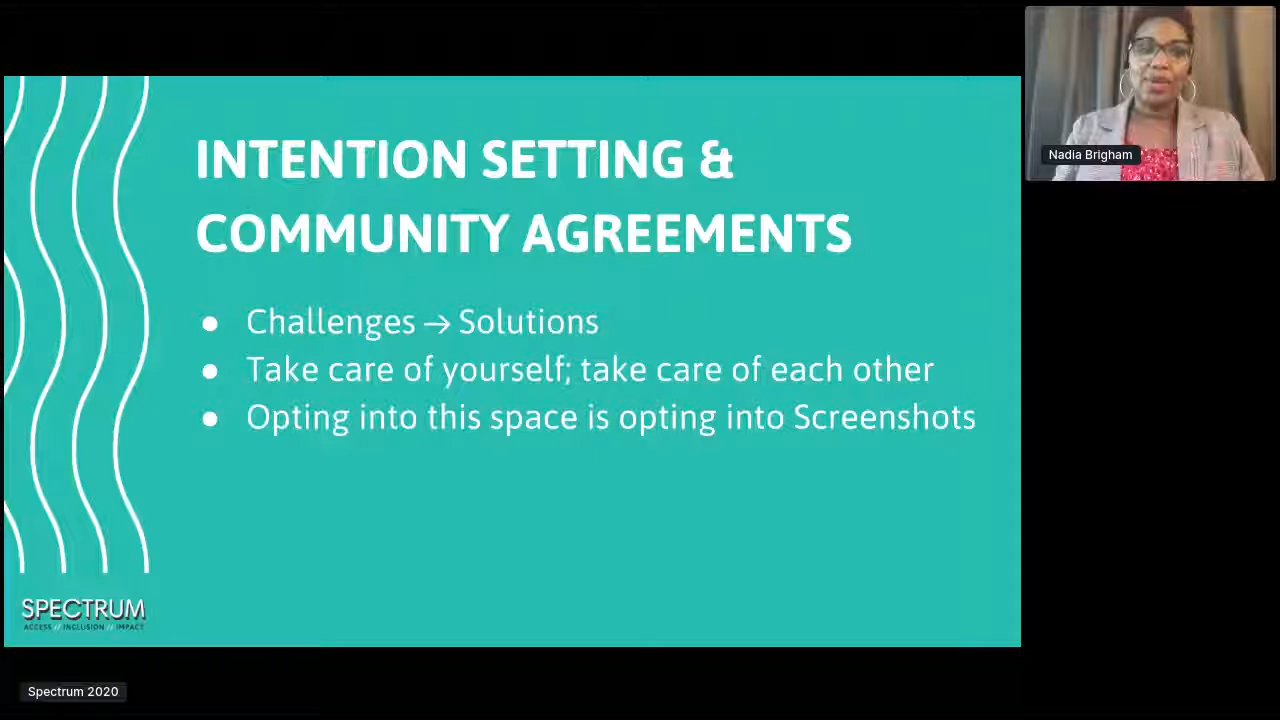 INTENTION SETTING &
COMMUNITY AGREEMENTS
● Challenges → Solutions
● Take care of yourself; take care of each other
● Opting into this space is opting into Screenshots
SPECTRUM
ACCESS // INCLUSION // IMPACT
Spectrum 2020
Nadia Brigham